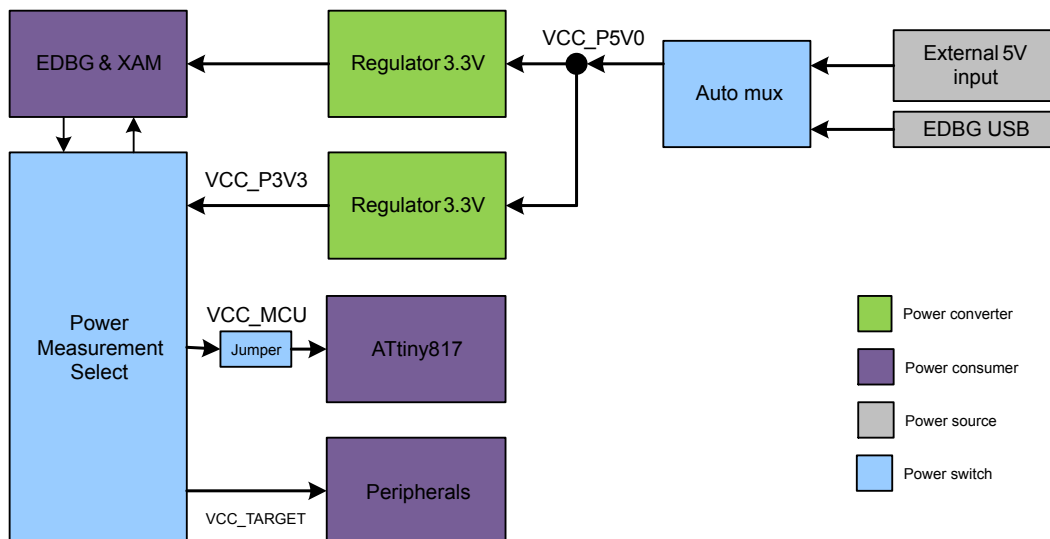 EDBG & XAM
Regulator 3.3V
VCC_P5V0
Auto mux
External 5V
input
EDBG USB
VCC_P3V3
Regulator 3.3V
Power
Measurement
Select
VCC_MCU
Jumper
ATtiny817
Peripherals
VCC_TARGET
Power converter
Power consumer
Power source
Power switch